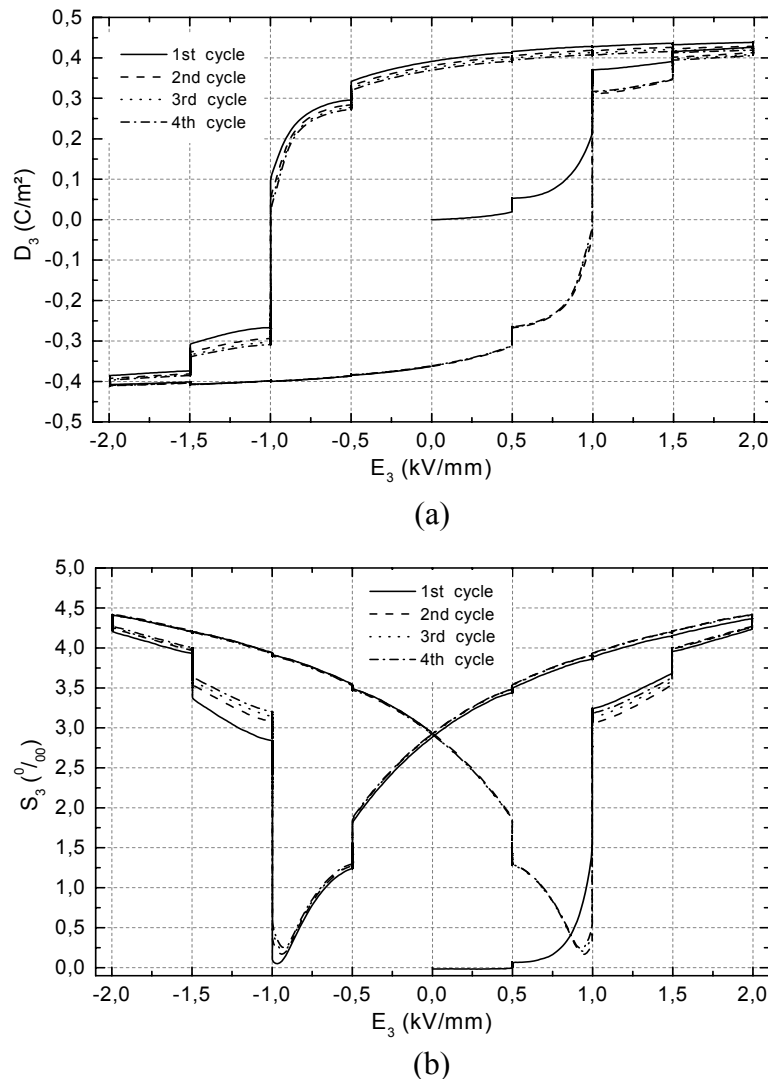 0,5
0,4
0,3
0,2
0,1
0,0
-0,1
-0,2
-0,3
-0,4
-0,5
D₃ (C/m²)
1st cycle
2nd cycle
3rd cycle
4th cycle
-2,0 -1,5 -1,0 -0,5 0,0 0,5 1,0 1,5 2,0
E₃ (kV/mm)
(a)
5,0
4,5
4,0
3,5
3,0
2,5
2,0
1,5
1,0
0,5
0,0
S₃ (⁰/₀₀)
1st cycle
2nd cycle
3rd cycle
4th cycle
-2,0 -1,5 -1,0 -0,5 0,0 0,5 1,0 1,5 2,0
E₃ (kV/mm)
(b)